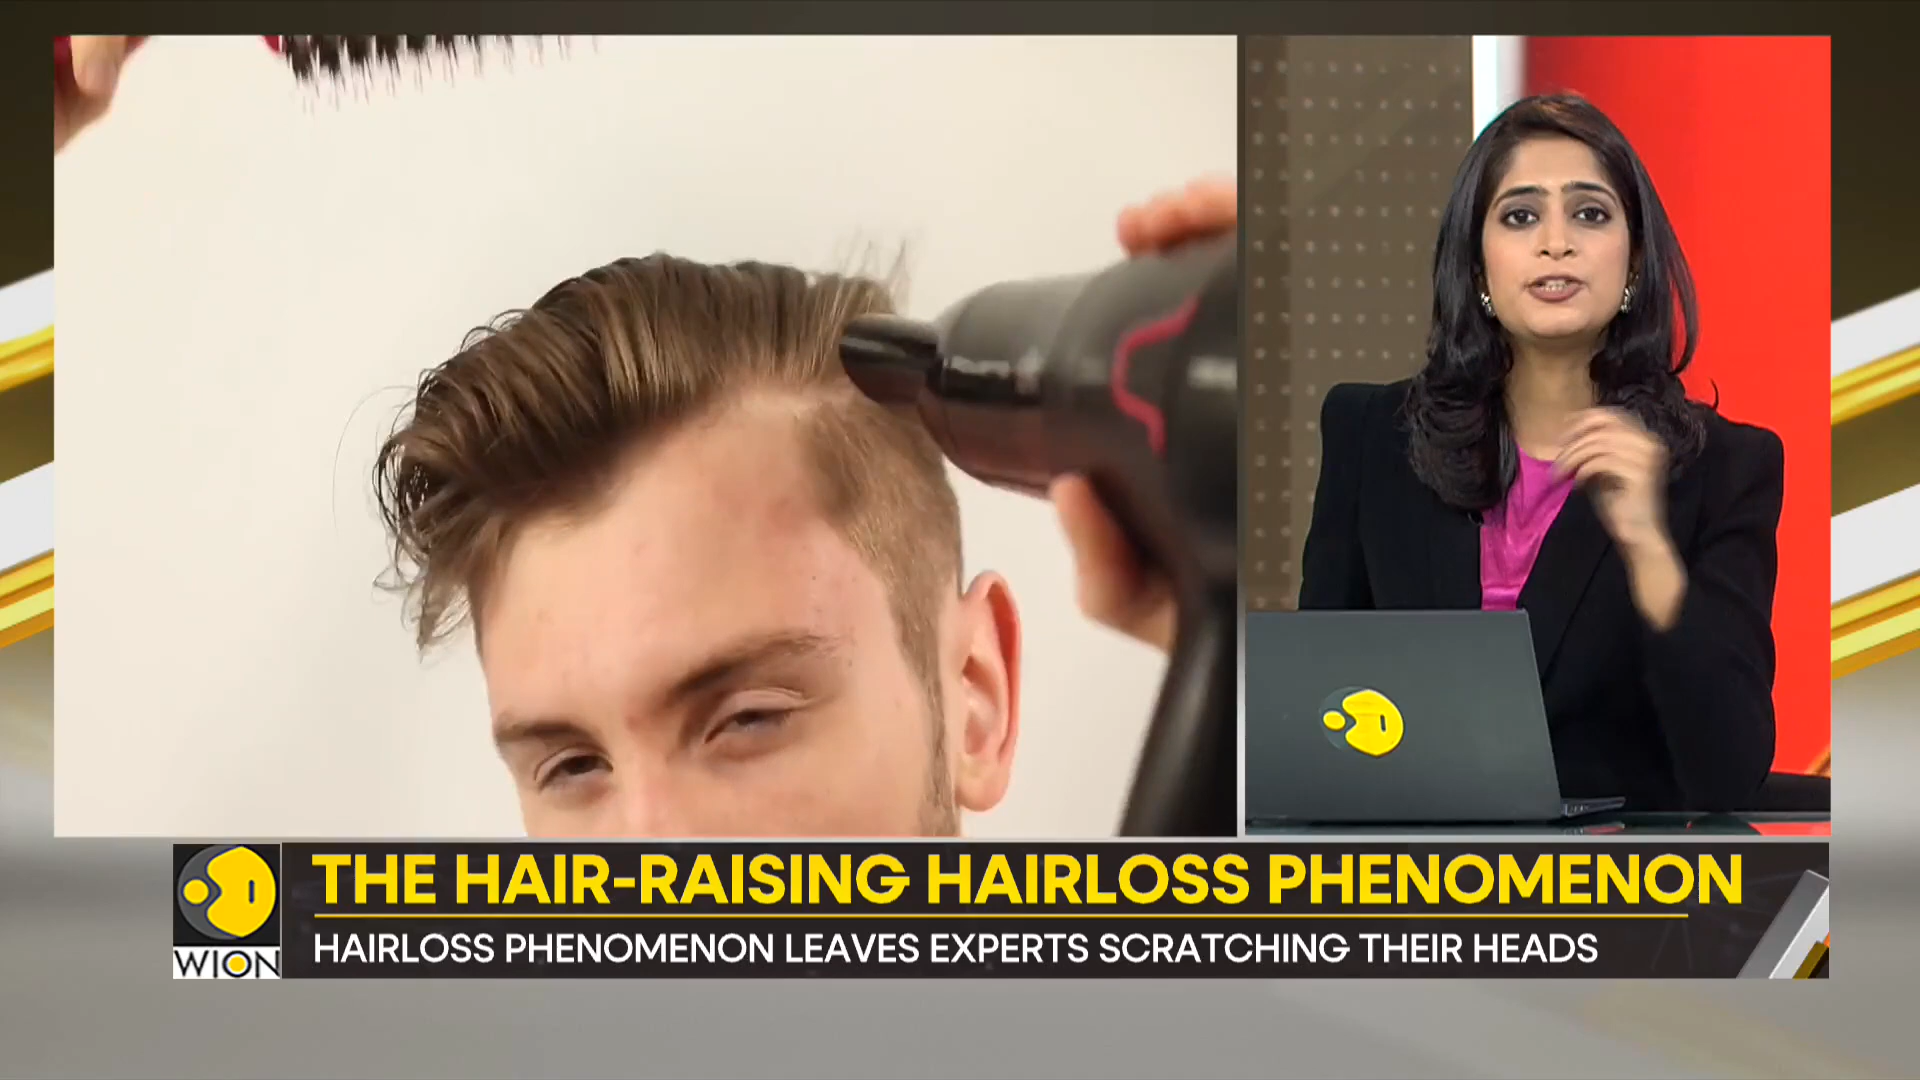 THE HAIR-RAISING HAIRLOSS PHENOMENON
HAIRLOSS PHENOMENON LEAVES EXPERTS SCRATCHING THEIR HEADS
WION